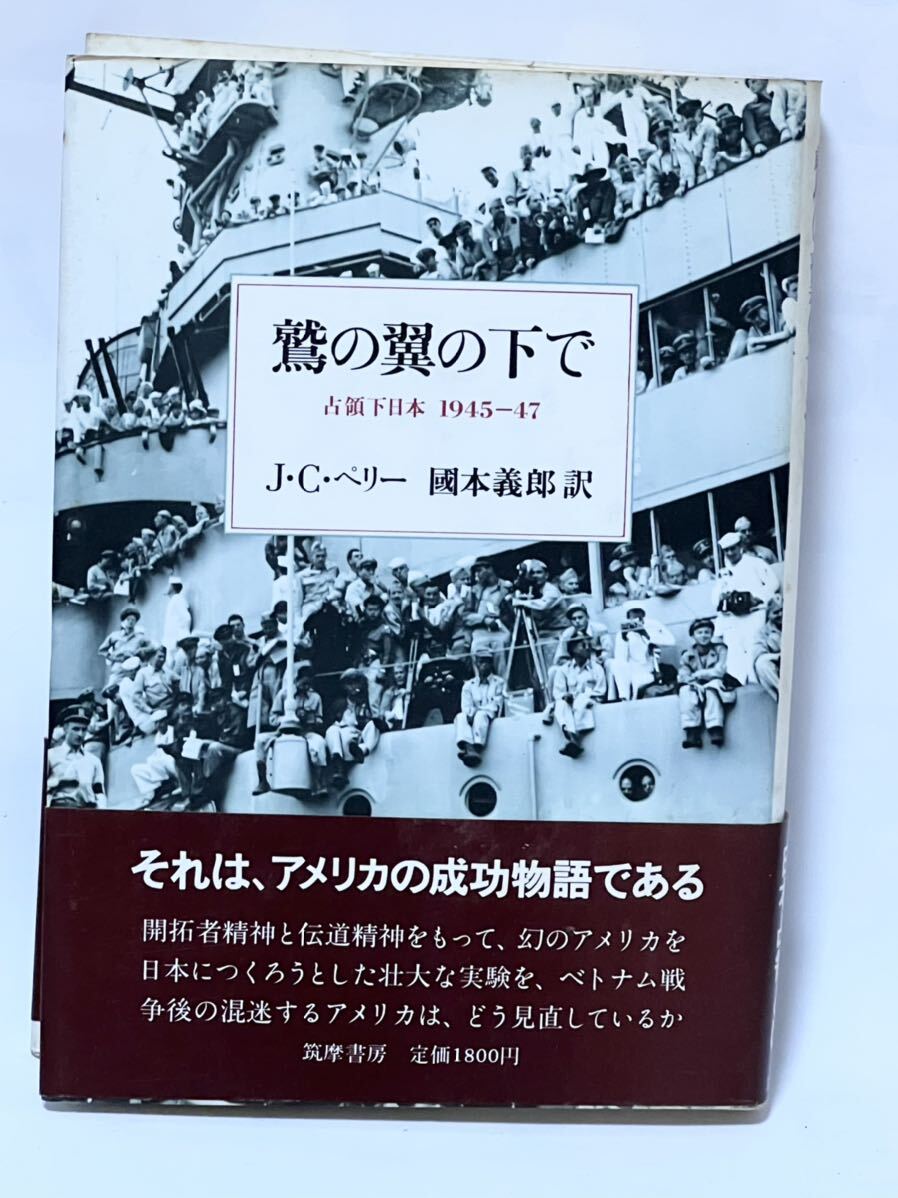 鷲の翼の下で
占領下日本 1945−47
J・C・ペリー 國本義郎訳
それは、アメリカの成功物語である
開拓者精神と伝道精神をもって、幻のアメリカを
日本につくろうとした壮大な実験を、ベトナム戦
争後の混迷するアメリカは、どう見直しているか
筑摩書房 定価1800円